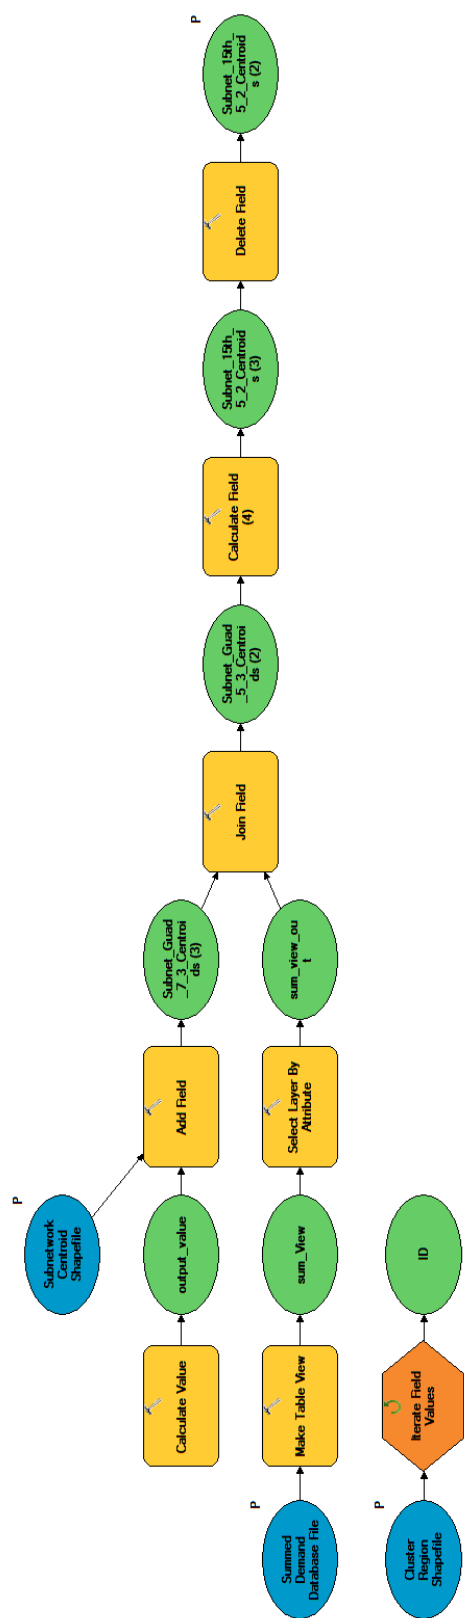 P
Subnetwork
Centroid
Shapefile
Calculate Value
output_value
Add Field
Subnet_Guad
_7_3_Centroi
ds (3)
P
Summed
Demand
Database File
Make Table View
sum_View
Select Layer By
Attribute
sum_view_ou
t
Join Field
Subnet_Guad
_5_3_Centroi
ds (2)
Calculate Field
(4)
Subnet_15th_
5_2_Centroid
s (3)
Delete Field
P
Subnet_15th_
5_2_Centroid
s (2)
P
Cluster
Region
Shapefile
Iterate Field
Values
ID